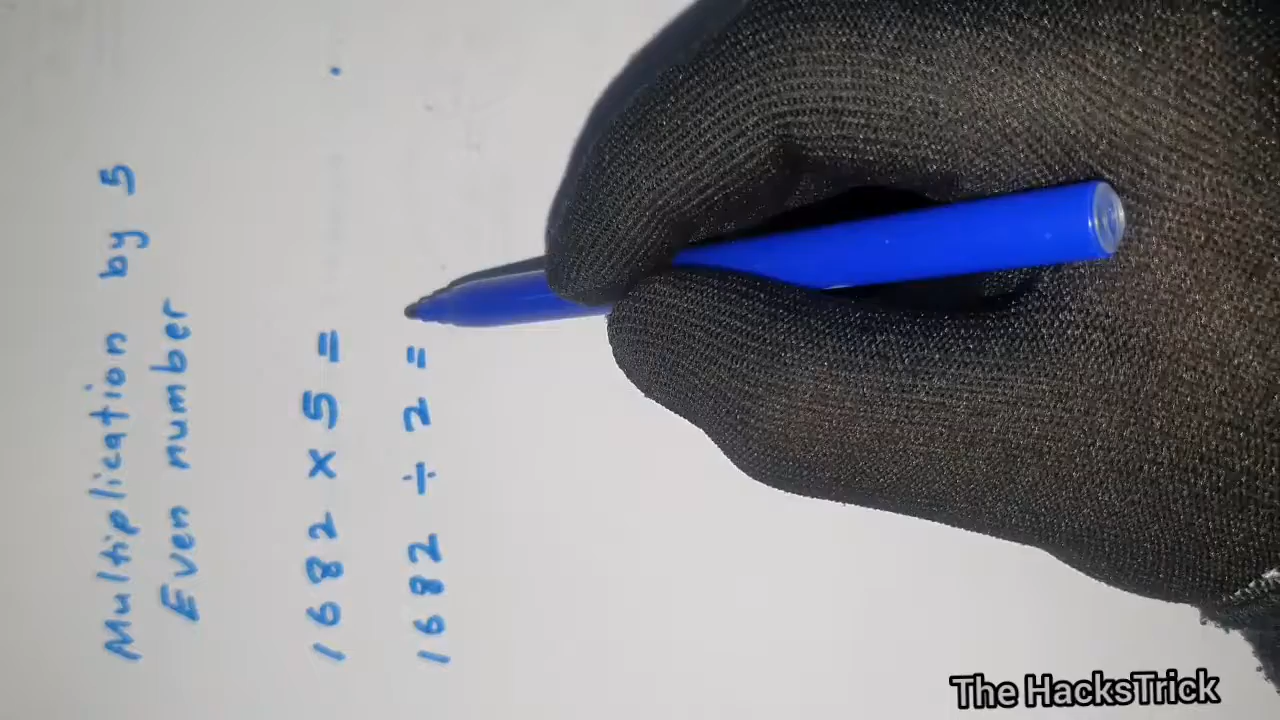 Multiplication by 5
Even number
1682 × 5 =
1682 ÷ 2 =
The HacksTrick